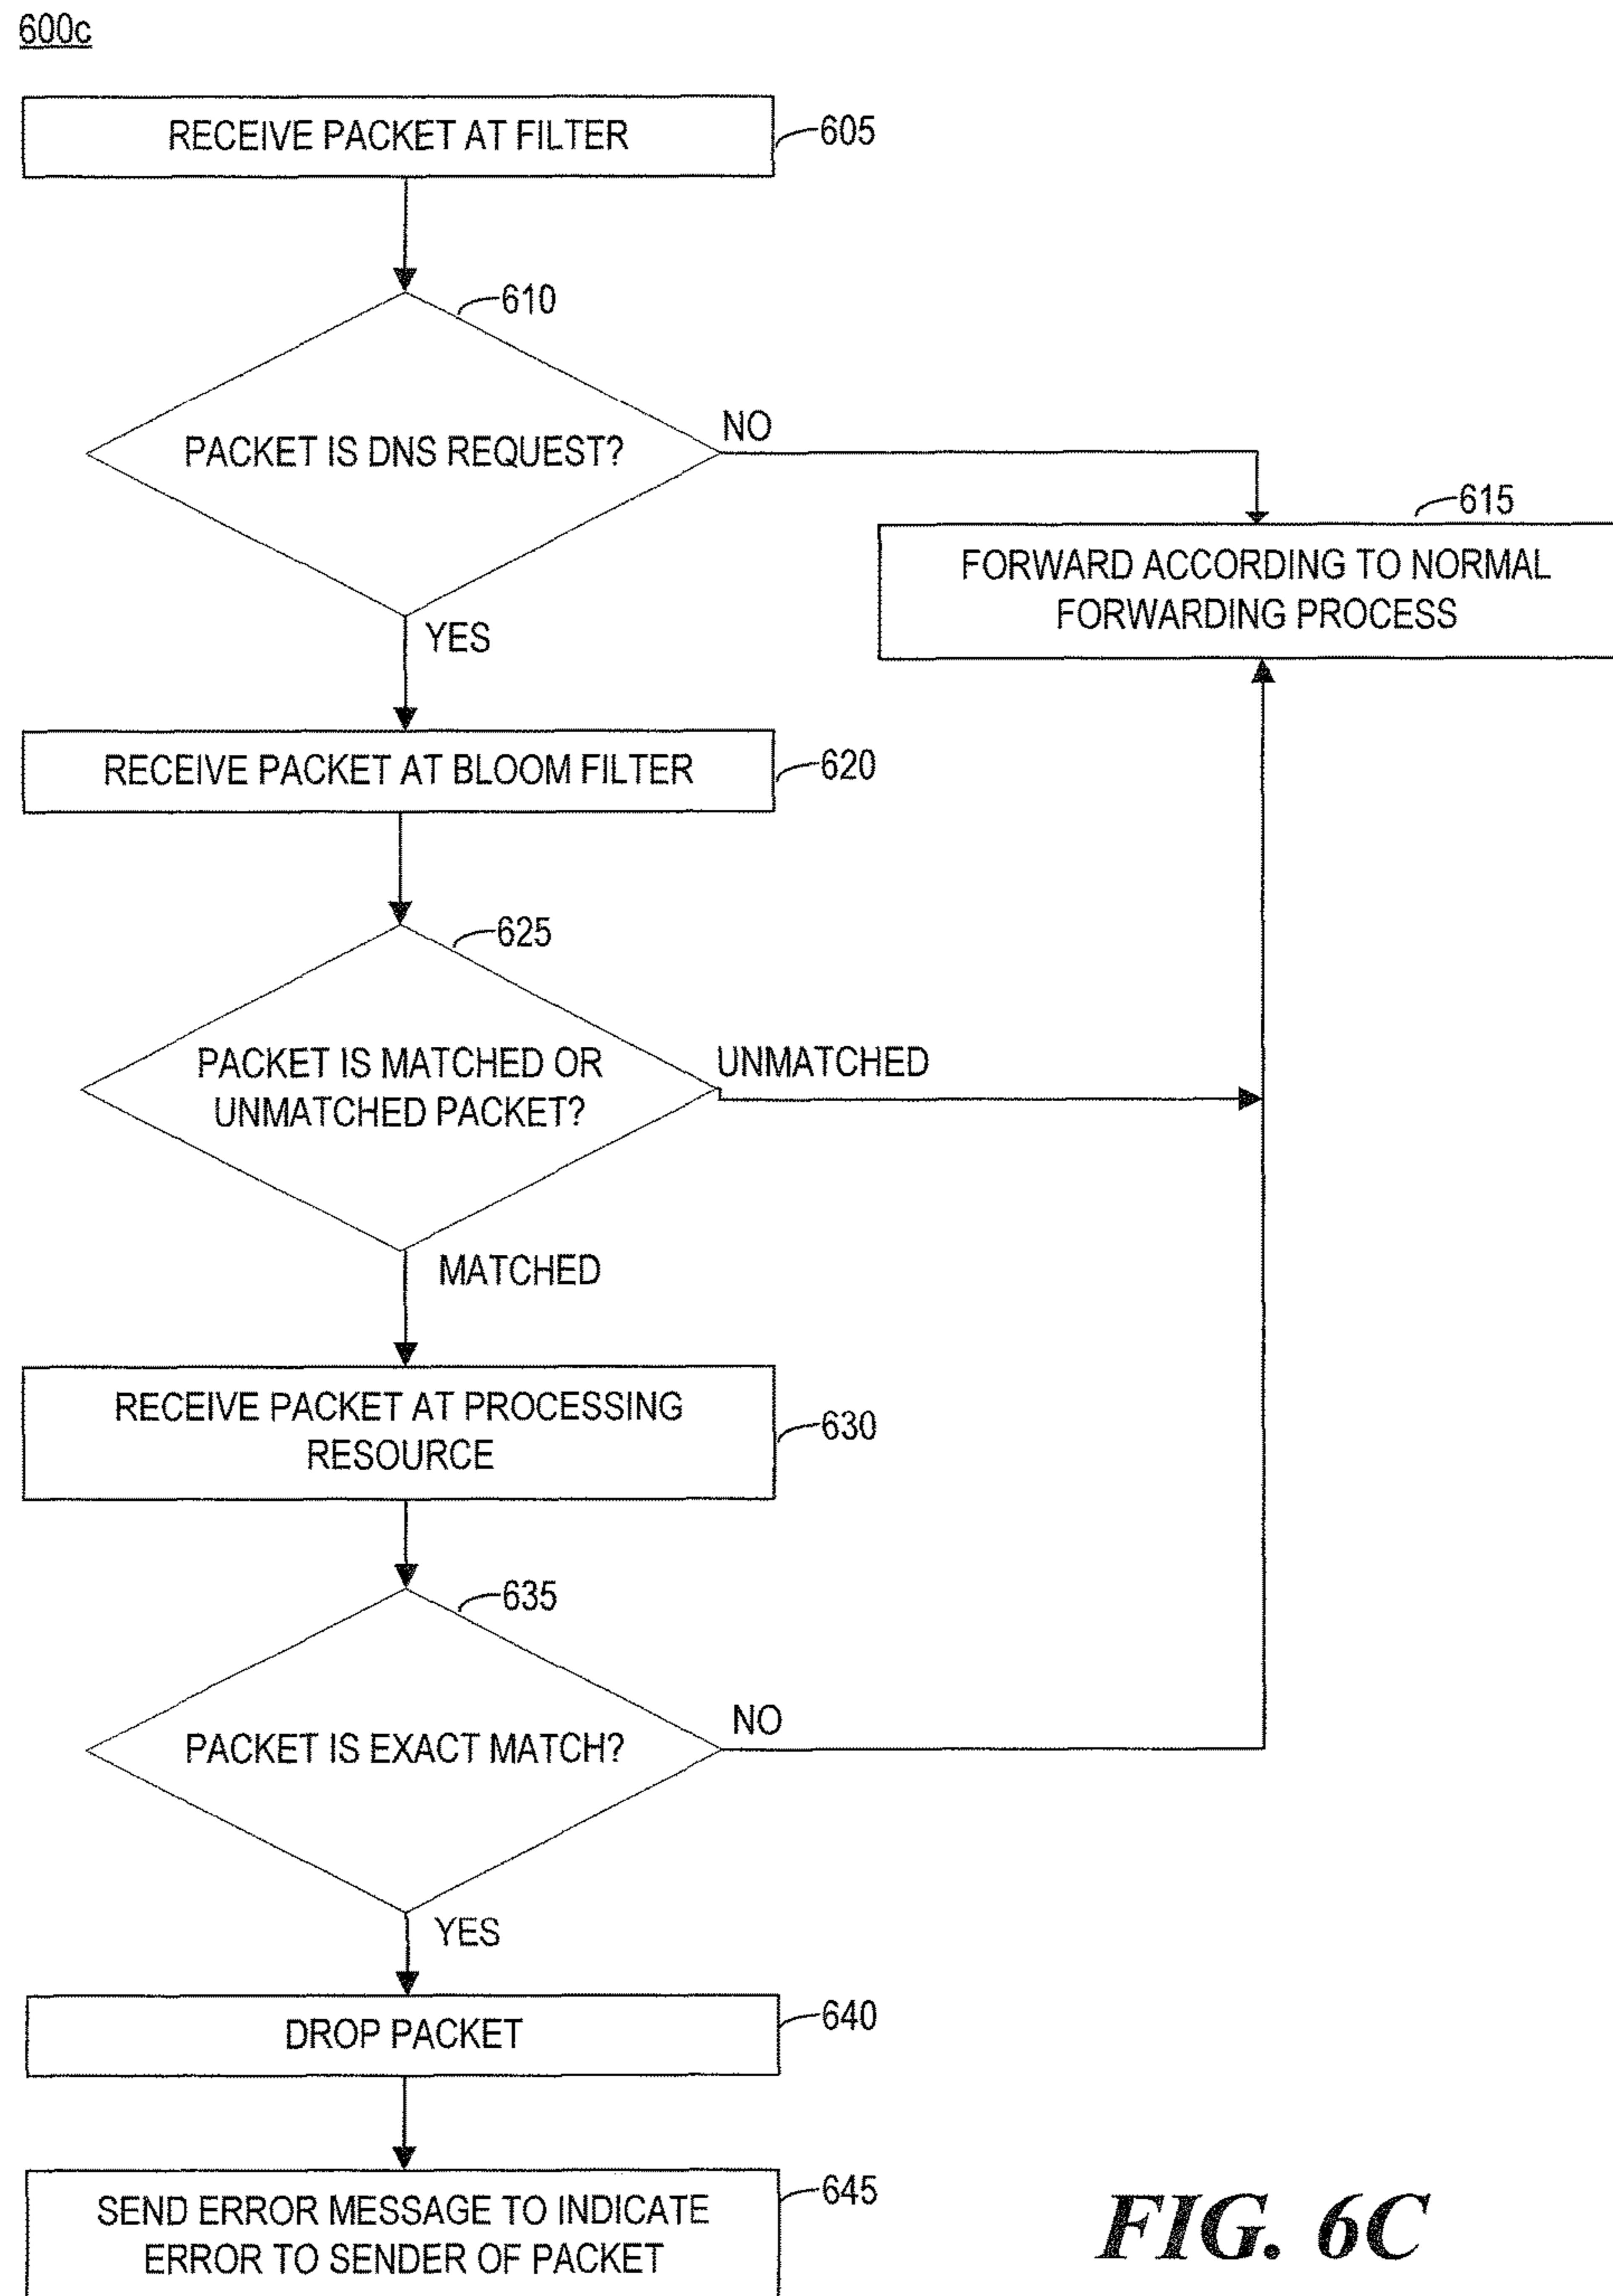 600c
RECEIVE PACKET AT FILTER
605
610
PACKET IS DNS REQUEST?
NO
615
FORWARD ACCORDING TO NORMAL
FORWARDING PROCESS
YES
RECEIVE PACKET AT BLOOM FILTER
620
625
PACKET IS MATCHED OR
UNMATCHED PACKET?
UNMATCHED
MATCHED
RECEIVE PACKET AT PROCESSING
RESOURCE
630
635
PACKET IS EXACT MATCH?
NO
YES
DROP PACKET
640
SEND ERROR MESSAGE TO INDICATE
ERROR TO SENDER OF PACKET
645
FIG. 6C